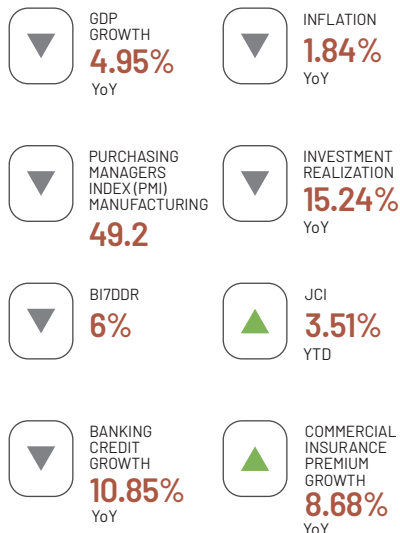 GDP
GROWTH
4.95%
YoY
INFLATION
1.84%
YoY
PURCHASING
MANAGERS
INDEX (PMI)
MANUFACTURING
49.2
INVESTMENT
REALIZATION
15.24%
YoY
BI7DDR
6%
JCI
3.51%
YTD
BANKING
CREDIT
GROWTH
10.85%
YoY
COMMERCIAL
INSURANCE
PREMIUM
GROWTH
8.68%
YoY